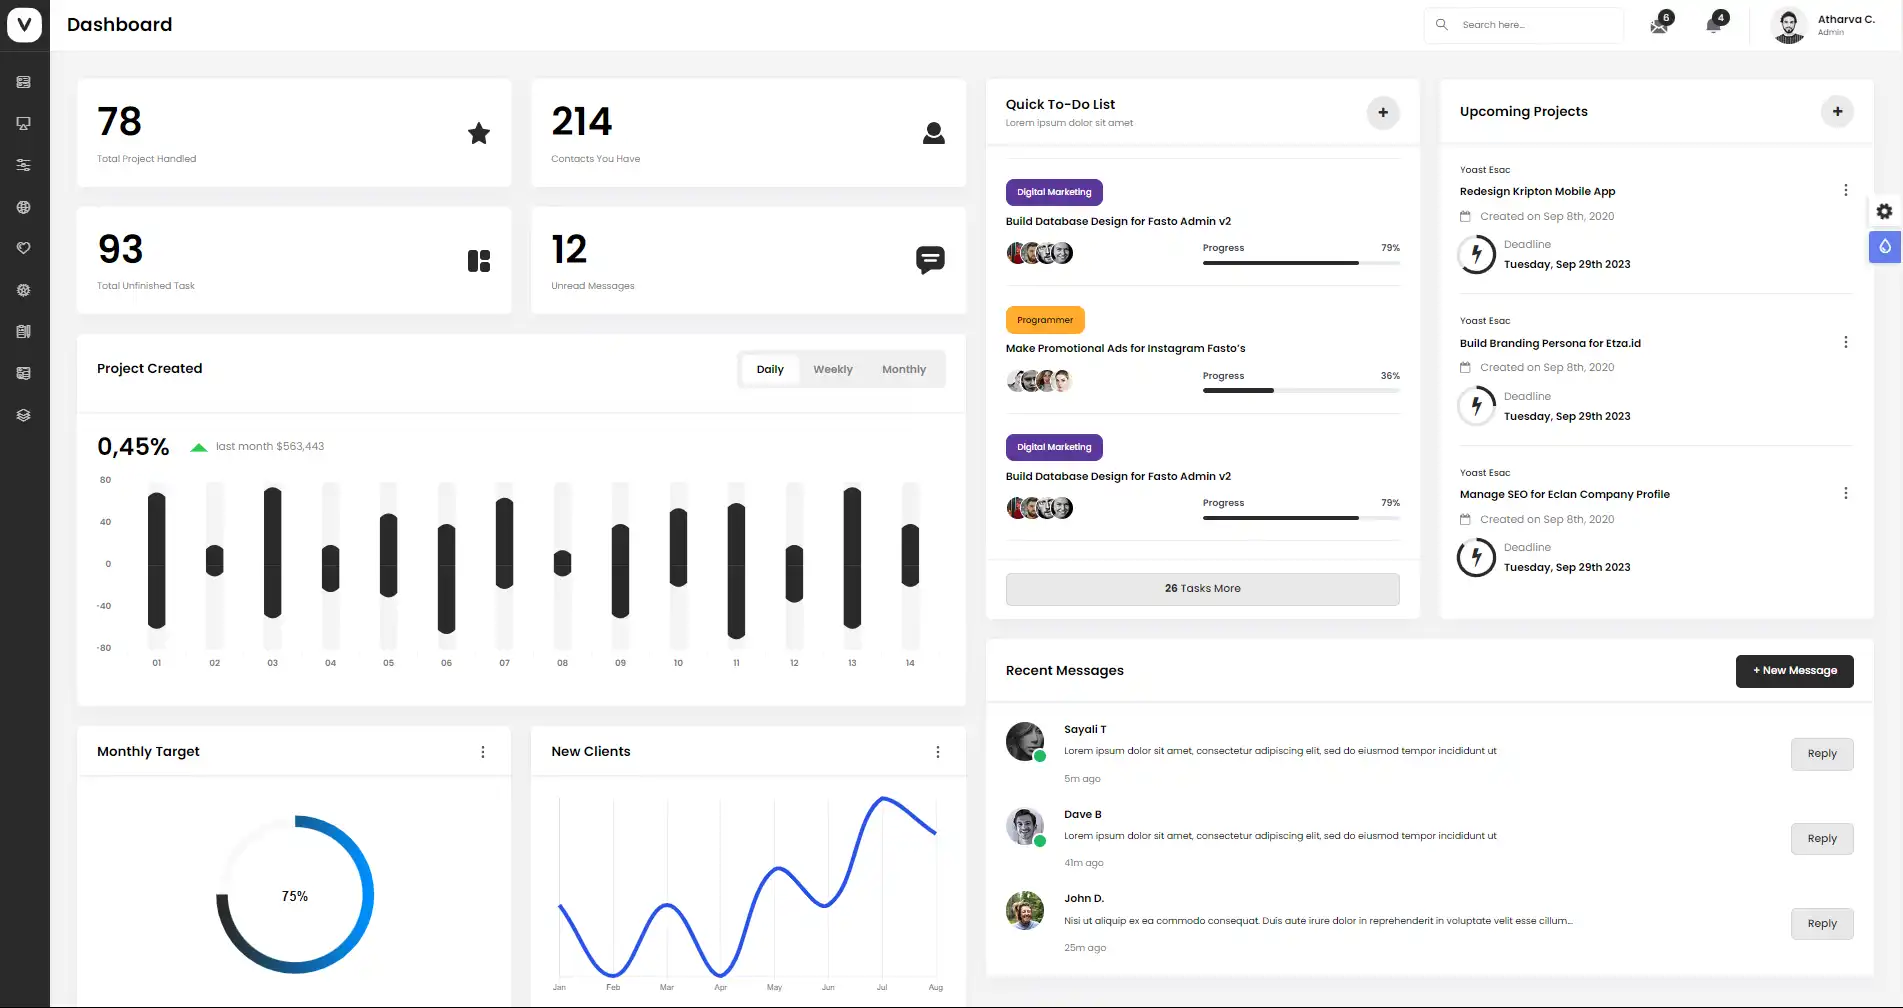 Dashboard
Search here...
6
4
Atharva C.
Admin
78
Total Project Handled
214
Contacts You Have
93
Total Unfinished Task
12
Unread Messages
Project Created
Daily
Weekly
Monthly
0,45%
last month $563,443
80
40
0
-40
-80
01 02 03 04 05 06 07 08 09 10 11 12 13 14
Monthly Target
75%
New Clients
Jan Feb Mar Apr May Jun Jul Aug
Quick To-Do List
Lorem ipsum dolor sit amet
+
Digital Marketing
Build Database Design for Fasto Admin v2
Progress 79%
Programmer
Make Promotional Ads for Instagram Fasto's
Progress 36%
Digital Marketing
Build Database Design for Fasto Admin v2
Progress 79%
26 Tasks More
Upcoming Projects
+
Yoast Esac
Redesign Kripton Mobile App
Created on Sep 8th, 2020
Deadline
Tuesday, Sep 29th 2023
Yoast Esac
Build Branding Persona for Etza.id
Created on Sep 8th, 2020
Deadline
Tuesday, Sep 29th 2023
Yoast Esac
Manage SEO for Eclan Company Profile
Created on Sep 8th, 2020
Deadline
Tuesday, Sep 29th 2023
Recent Messages
+ New Message
Sayali T
Lorem ipsum dolor sit amet, consectetur adipiscing elit, sed do eiusmod tempor incididunt ut
5m ago
Reply
Dave B
Lorem ipsum dolor sit amet, consectetur adipiscing elit, sed do eiusmod tempor incididunt ut
41m ago
Reply
John D.
Nisi ut aliquip ex ea commodo consequat. Duis aute irure dolor in reprehenderit in voluptate velit esse cillum...
25m ago
Reply